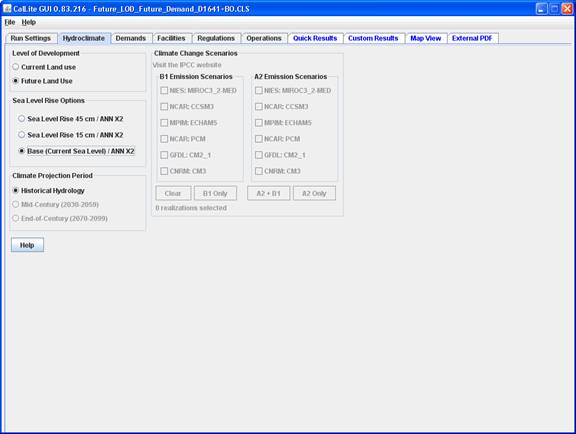 CalLite GUI 0.83.216 - Future_LOD_Future_Demand_D1641+BO.CLS
File Help
Run Settings Hydroclimate Demands Facilities Regulations Operations Quick Results Custom Results Map View External PDF
Level of Development
Current Land use
Future Land Use
Sea Level Rise Options
Sea Level Rise 45 cm / ANN X2
Sea Level Rise 15 cm / ANN X2
Base (Current Sea Level) / ANN X2
Climate Projection Period
Historical Hydrology
Mid-Century (2030-2059)
End-of-Century (2070-2099)
Help
Climate Change Scenarios
Visit the IPCC website
B1 Emission Scenarios
NIES: MIROC3_2-MED
NCAR: CCSM3
MPIM: ECHAM5
NCAR: PCM
GFDL: CM2_1
CNRM: CM3
A2 Emission Scenarios
NIES: MIROC3_2-MED
NCAR: CCSM3
MPIM: ECHAM5
NCAR: PCM
GFDL: CM2_1
CNRM: CM3
Clear B1 Only A2 + B1 A2 Only
0 realizations selected